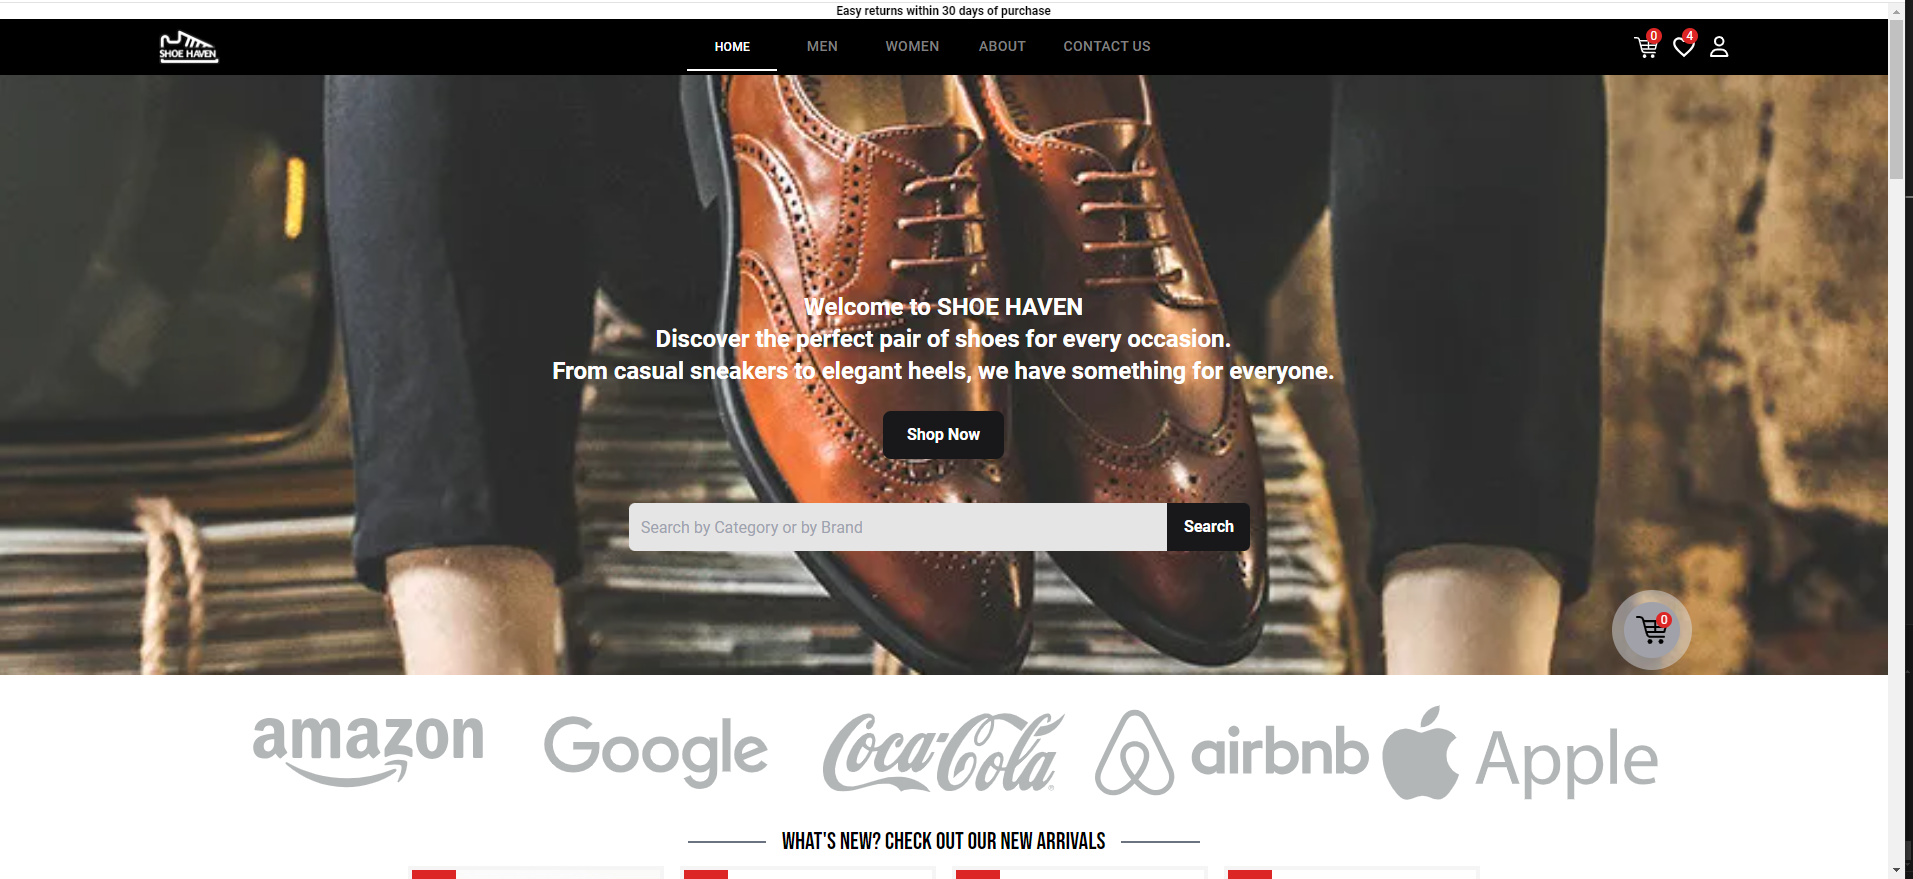 Easy returns within 30 days of purchase
SHOE HAVEN
HOME
MEN
WOMEN
ABOUT
CONTACT US
0
4
Welcome to SHOE HAVEN
Discover the perfect pair of shoes for every occasion.
From casual sneakers to elegant heels, we have something for everyone.
Shop Now
Search by Category or by Brand
Search
0
amazon
Google
Coca-Cola
airbnb
Apple
WHAT'S NEW? CHECK OUT OUR NEW ARRIVALS